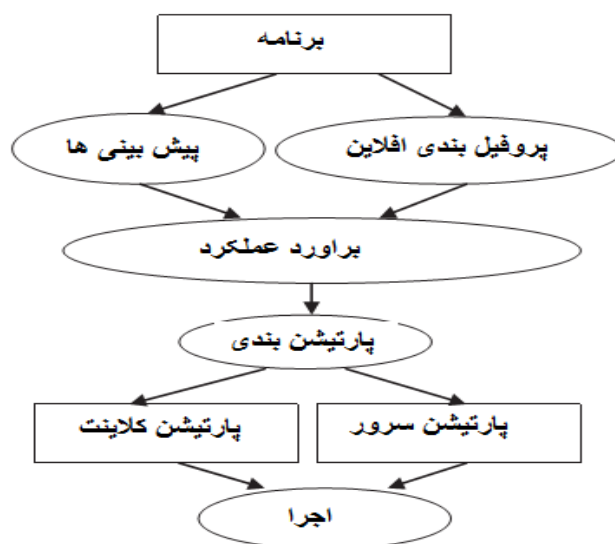 برنامه
پروفیل بندی افلاین
پیش بینی ها
براورد عملکرد
پارتیشن بندی
پارتیشن سرور
پارتیشن کلاینت
اجرا